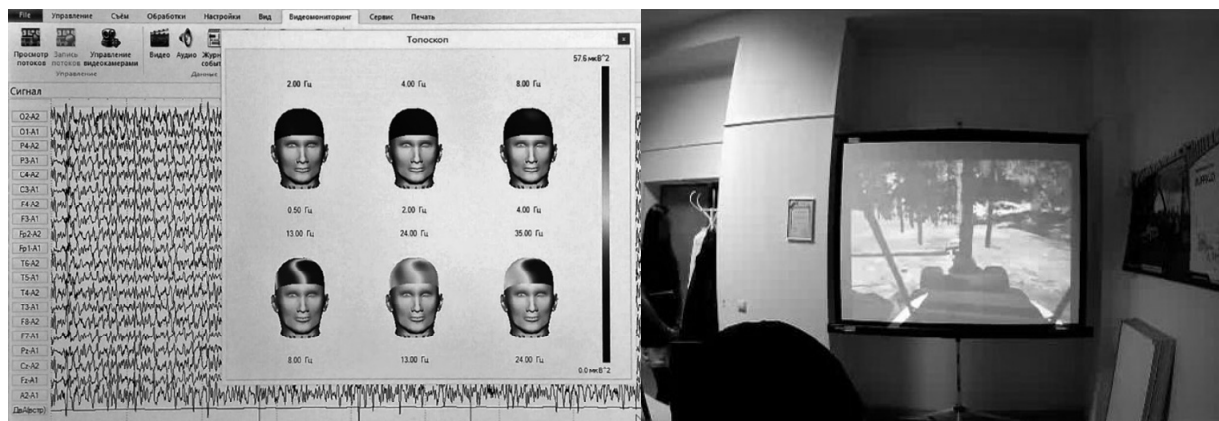 File Управление Съём Обработки Настройки Вид Видеомониторинг Сервис Печать
Просмотр потоков
Запись потоков
Управление видеокамерами
Видео
Аудио
Управление
Данные
Топоскоп
x
57.6 мкВ^2
2.00 Гц 4.00 Гц 8.00 Гц
0.50 Гц 2.00 Гц 4.00 Гц
13.00 Гц 24.00 Гц 35.00 Гц
8.00 Гц 13.00 Гц 24.00 Гц
0.0 мкВ^2
Сигнал
O2-A2
O1-A1
P4-A2
P3-A1
C4-A2
C3-A1
F4-A2
F3-A1
Fp2-A2
Fp1-A1
T6-A2
T5-A1
T4-A2
T3-A1
F8-A2
F7-A1
Pz-A1
Cz-A2
Fz-A1
A2-A1
BUFFALO